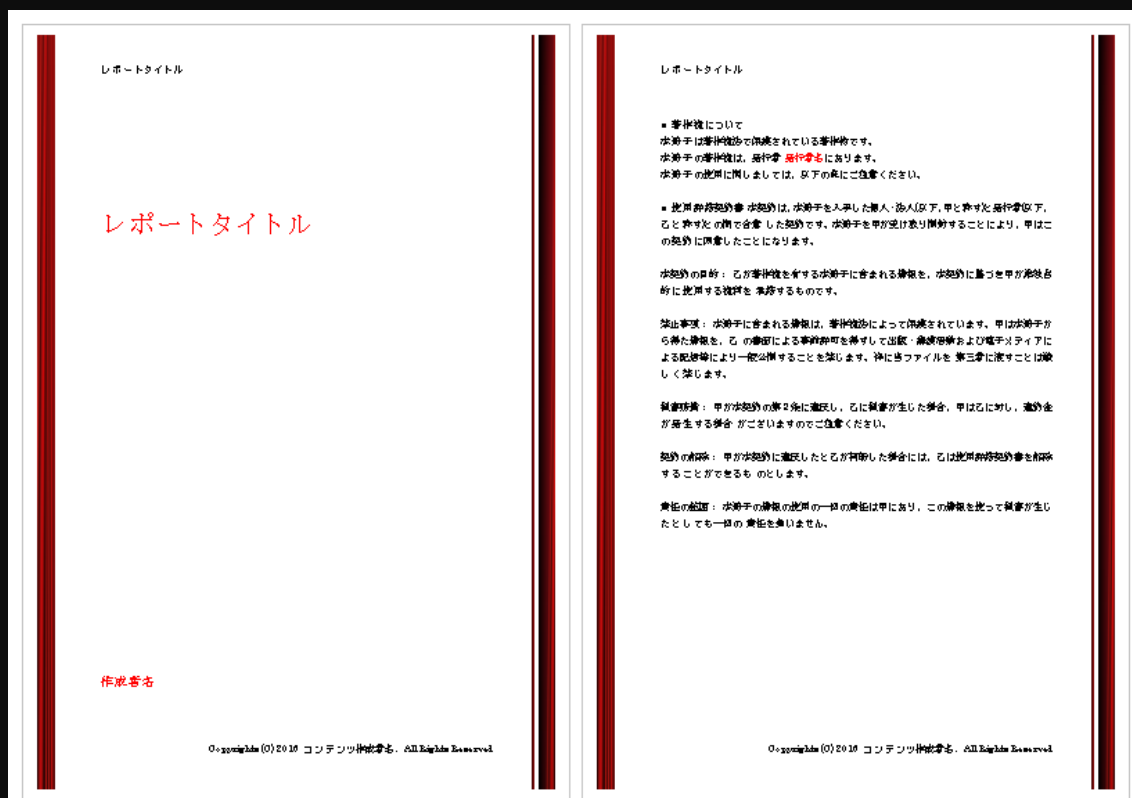 レポートタイトル
レポートタイトル
作成者名
Copyrights (C) 2016 コンテンツ作成者名. All Rights Reserved
レポートタイトル
■ 著作権について
本冊子は著作権法で保護されている著作物です。
本冊子の著作権は、発行者 発行者名にあります。
本冊子の使用に関しましては、以下の点にご注意ください。
■ 使用許諾契約書 本契約は、本冊子を入手した個人・法人(以下,甲と称す)と発行者(以下,
乙と称す)との間で合意 した契約です。本冊子を甲が受け取り開封することにより、甲はこ
の契約に同意したことになります。
本契約の目的： 乙が著作権を有する本冊子に含まれる情報を、本契約に基づき甲が非独占
的に使用する権利を 承諾するものです。
禁止事項： 本冊子に含まれる情報は、著作権法によって保護されています。甲は本冊子か
ら得た情報を、乙 の書面による事前許可を得ずして出版・講演活動および電子メディアに
よる配信等により一般公開することを禁じます。特に当ファイルを 第三者に渡すことは厳
しく禁じます。
損害賠償： 甲が本契約の第２条に違反し、乙に損害が生じた場合、甲は乙に対し、違約金
が発生する場合 がございますのでご注意ください。
契約の解除： 甲が本契約に違反したと乙が判断した場合には、乙は使用許諾契約書を解除
することができるも のとします。
責任の範囲： 本冊子の情報の使用の一切の責任は甲にあり、この情報を使って損害が生じ
たとしても一切の 責任を負いません。
Copyrights (C) 2016 コンテンツ作成者名. All Rights Reserved